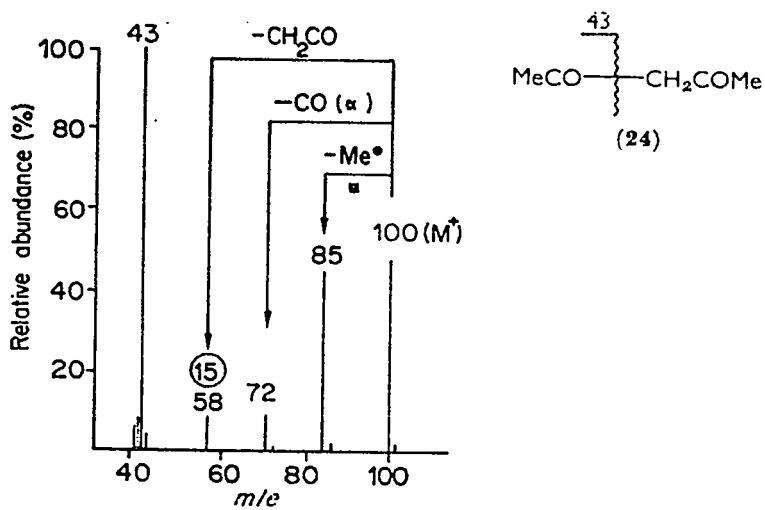 43
−CH₂CO
−CO (α)
−Me•
α
100 (M⁺)
85
15
58
72
100
80
60
40
20
Relative abundance (%)
40
60
80
100
m/e
43
MeCO CH₂COMe
(24)